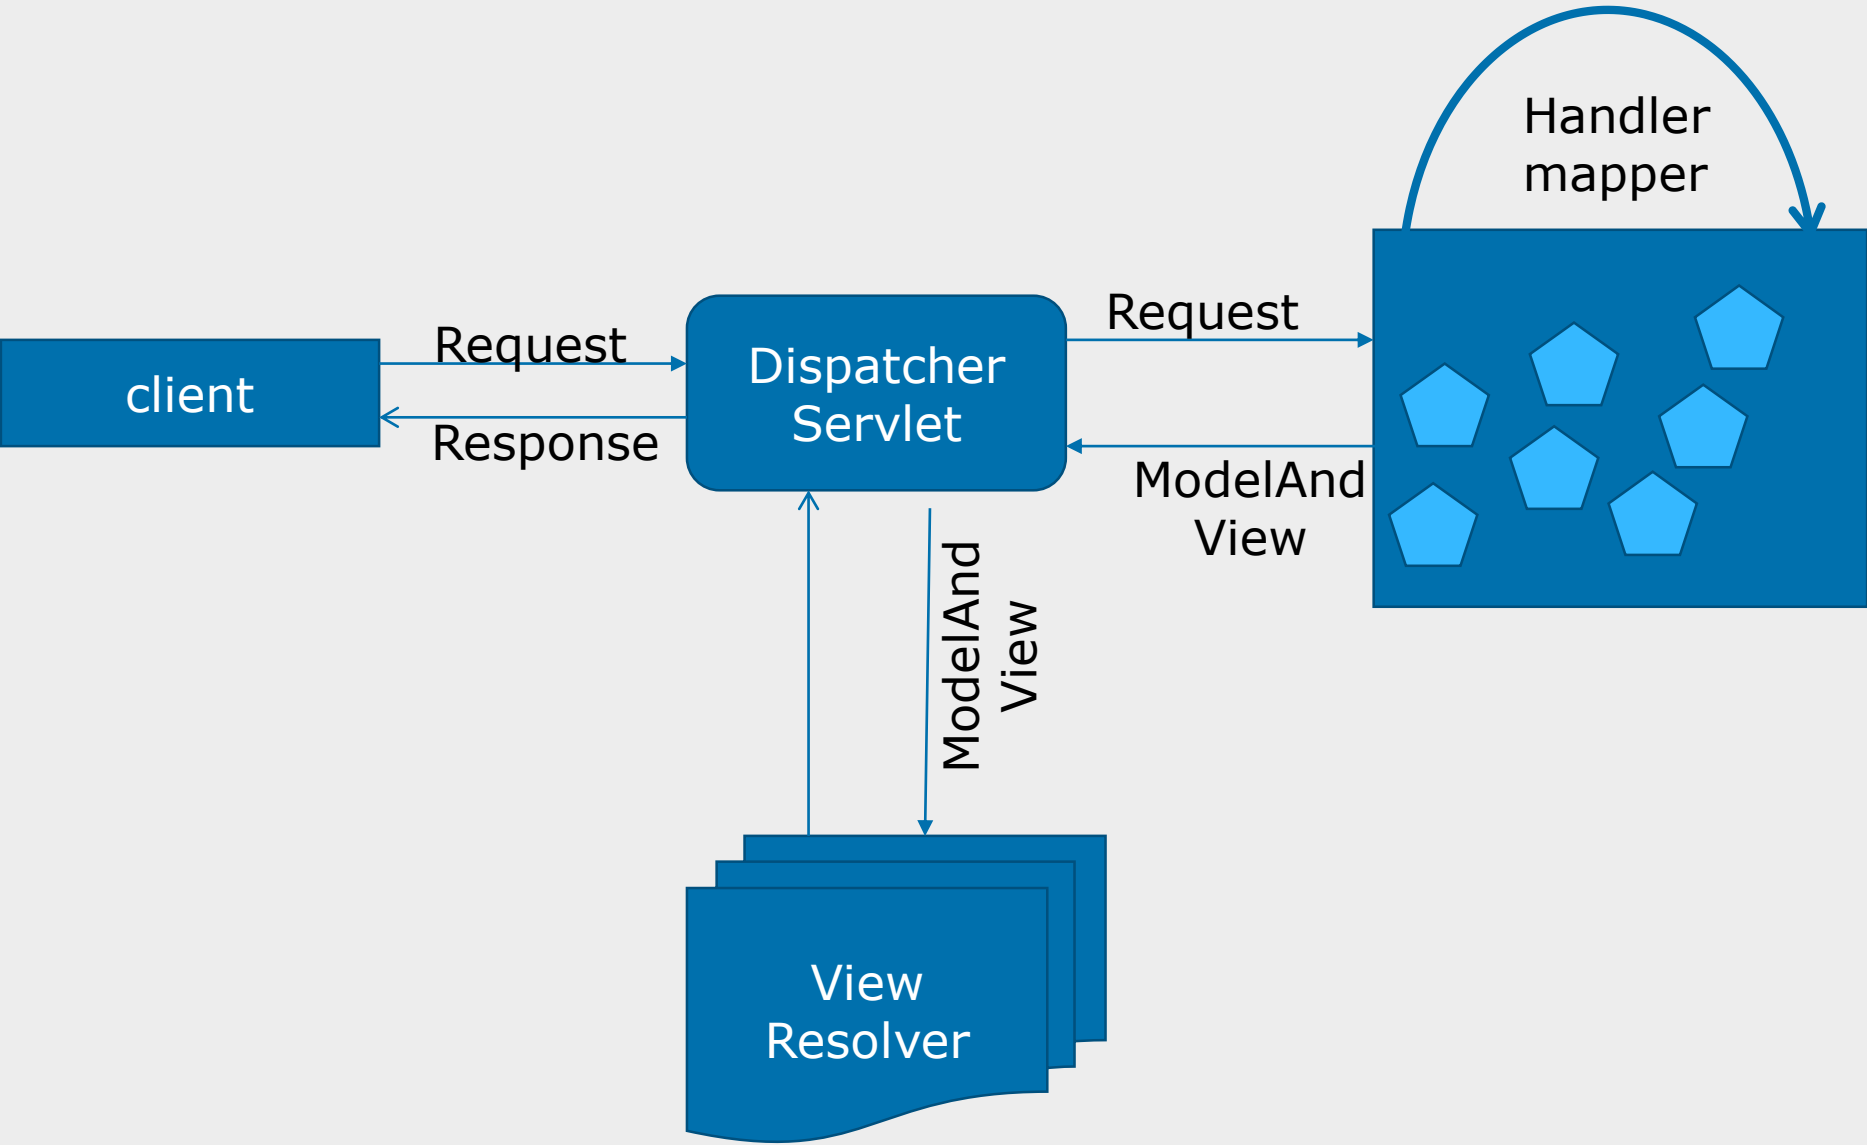 Handler
mapper
client
Request
Response
Dispatcher
Servlet
Request
ModelAnd
View
ModelAnd
View
View
Resolver